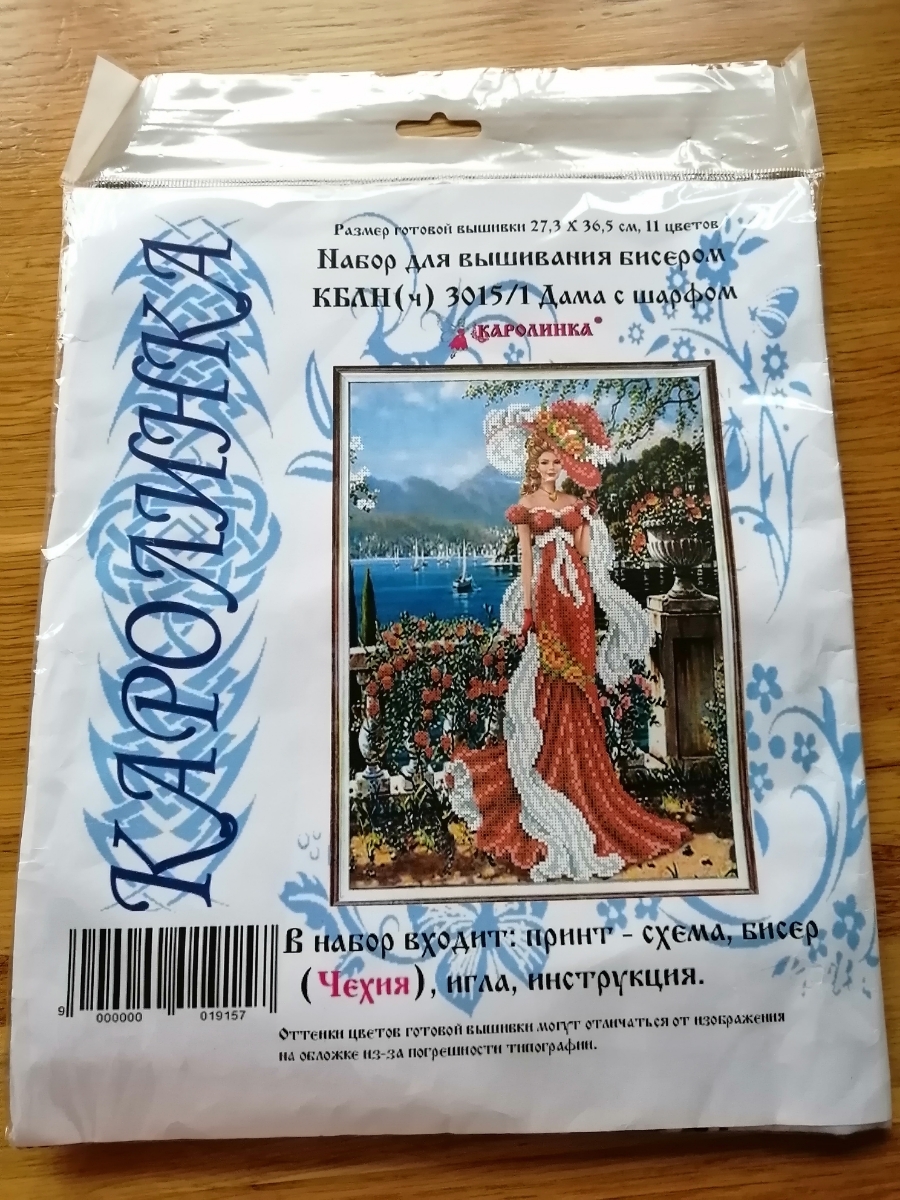 Размер готовой вышивки 27,3 X 36,5 см, 11 цветов
Набор для вышивания бисером
КБЛН(ч) 3015/1 Дама с шарфом
КАРОЛИНКА®
КАРОЛИНКА
В набор входит: принт - схема, бисер
(Чехия), игла, инструкция.
9 000000 019157
Оттенки цветов готовой вышивки могут отличаться от изображения
на обложке из-за погрешности типографии.